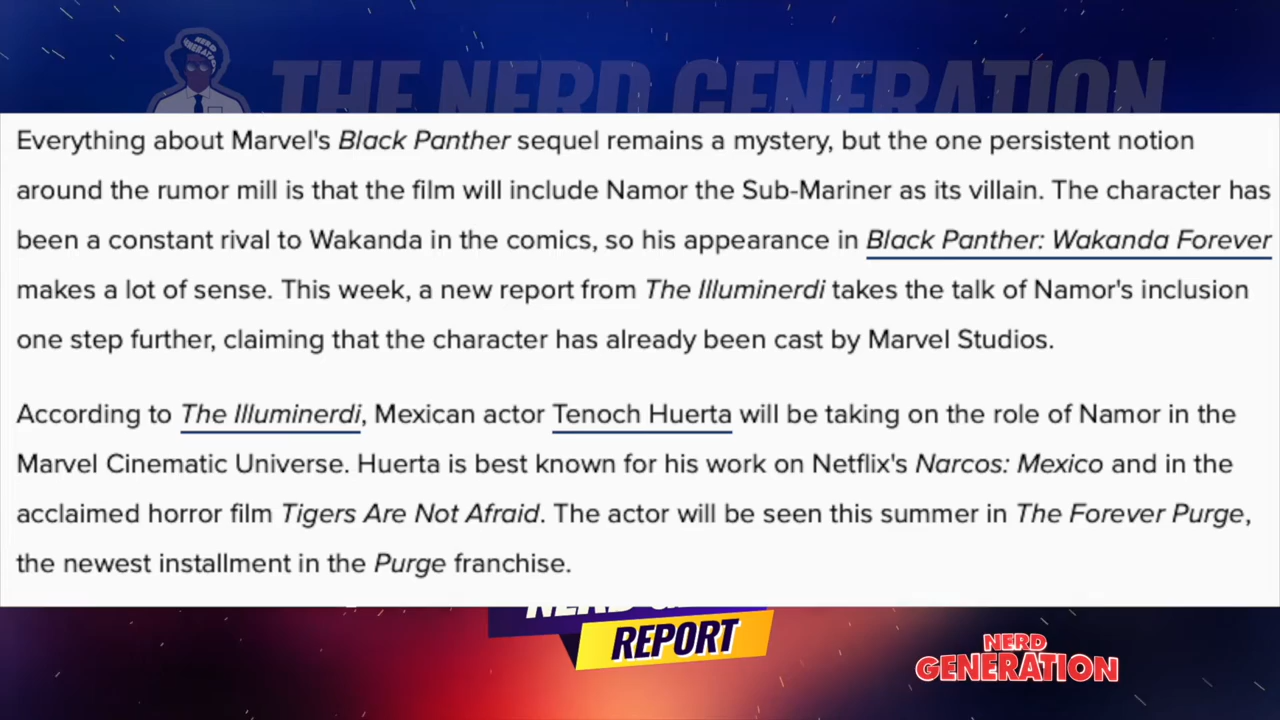 NERD
GENERATION
THE NERD GENERATION
Everything about Marvel's Black Panther sequel remains a mystery, but the one persistent notion
around the rumor mill is that the film will include Namor the Sub-Mariner as its villain. The character has
been a constant rival to Wakanda in the comics, so his appearance in Black Panther: Wakanda Forever
makes a lot of sense. This week, a new report from The Illuminerdi takes the talk of Namor's inclusion
one step further, claiming that the character has already been cast by Marvel Studios.
According to The Illuminerdi, Mexican actor Tenoch Huerta will be taking on the role of Namor in the
Marvel Cinematic Universe. Huerta is best known for his work on Netflix's Narcos: Mexico and in the
acclaimed horror film Tigers Are Not Afraid. The actor will be seen this summer in The Forever Purge,
the newest installment in the Purge franchise.
REPORT
NERD
GENERATION